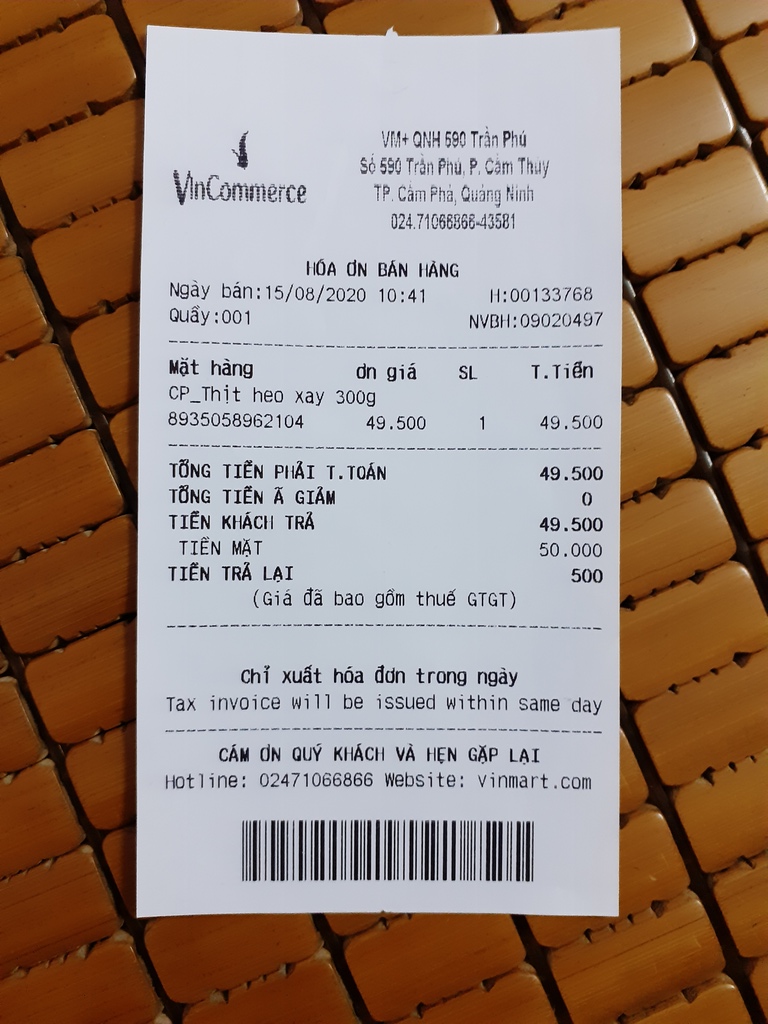 VinCommerce
VM+ QNH 590 Trần Phú
Số 590 Trần Phú, P. Cẩm Thuỷ
TP. Cẩm Phả, Quảng Ninh
024.71066866-43581
HÓA ƠN BÁN HÀNG
Ngày bán:15/08/2020 10:41 H:00133768
Quầy:001 NVBH:09020497
Mặt hàng ơn giá SL T.Tiền
CP_Thịt heo xay 300g
8935058962104 49.500 1 49.500
TỔNG TIỀN PHẢI T.TOÁN 49.500
TỔNG TIỀN Ã GIẢM 0
TIỀN KHÁCH TRẢ 49.500
TIỀN MẶT 50.000
TIỀN TRẢ LẠI 500
(Giá đã bao gồm thuế GTGT)
Chỉ xuất hóa đơn trong ngày
Tax invoice will be issued within same day
CÁM ƠN QUÝ KHÁCH VÀ HẸN GẶP LẠI
Hotline: 02471066866 Website: vinmart.com